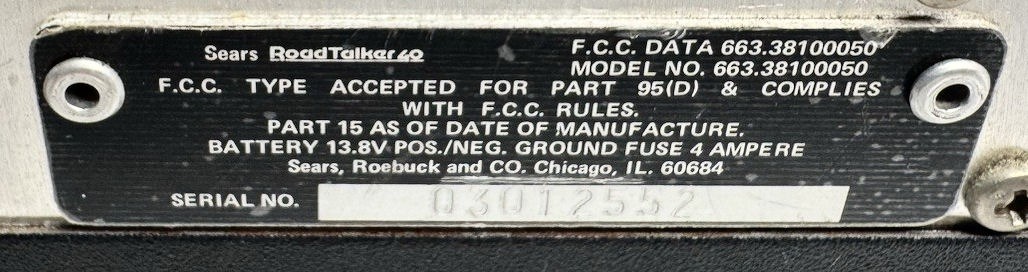 Sears RoadTalker 40
F.C.C. DATA 663.38100050
MODEL NO. 663.38100050
F.C.C. TYPE ACCEPTED FOR PART 95(D) & COMPLIES
WITH F.C.C. RULES.
PART 15 AS OF DATE OF MANUFACTURE.
BATTERY 13.8V POS./NEG. GROUND FUSE 4 AMPERE
Sears, Roebuck and CO. Chicago, IL. 60684
SERIAL NO. 03012552